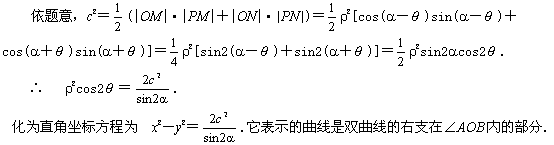 依题意，c²=1/2（|OM|·|PM|+|ON|·|PN|)=1/2ρ²[cos(α－θ)sin(α－θ)+
cos(α+θ)sin(α+θ)]=1/4ρ²[sin2(α－θ)+sin2(α+θ)]=1/2ρ²sin2αcos2θ.
∴ ρ²cos2θ=2c²/sin2α.
化为直角坐标方程为 x²－y²=2c²/sin2α.它表示的曲线是双曲线的右支在∠AOB内的部分.